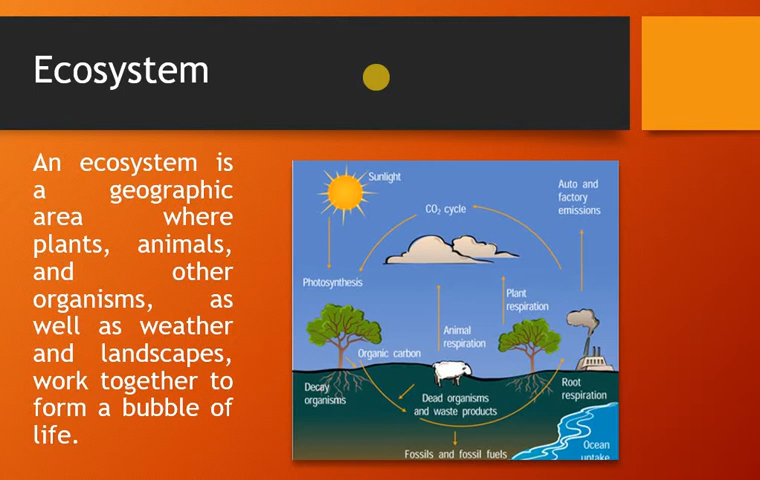 Ecosystem
An ecosystem is
a geographic
area where
plants, animals,
and other
organisms, as
well as weather
and landscapes,
work together to
form a bubble of
life.
Sunlight
CO₂ cycle
Auto and
factory
emissions
Photosynthesis
Plant
respiration
Animal
respiration
Organic carbon
Decay
organisms
Dead organisms
and waste products
Root
respiration
Fossils and fossil fuels
Ocean
uptake